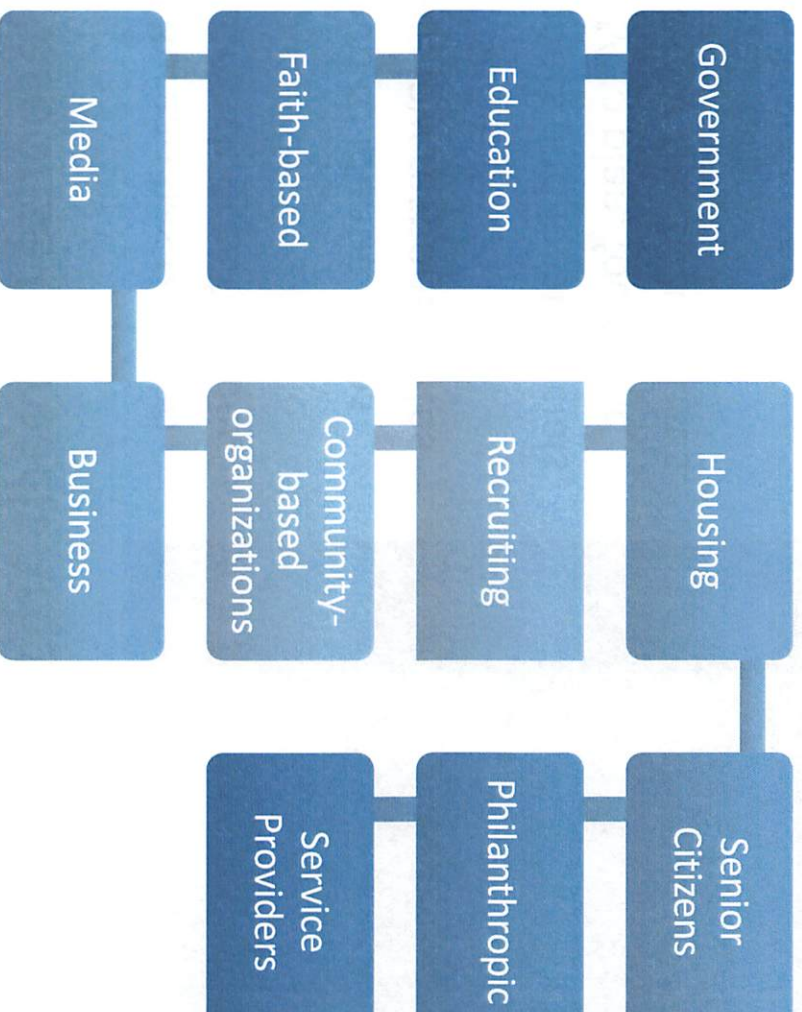 Government
Education
Faith-based
Media
Business
Community-
based
organizations
Recruiting
Housing
Senior
Citizens
Philanthropic
Service
Providers